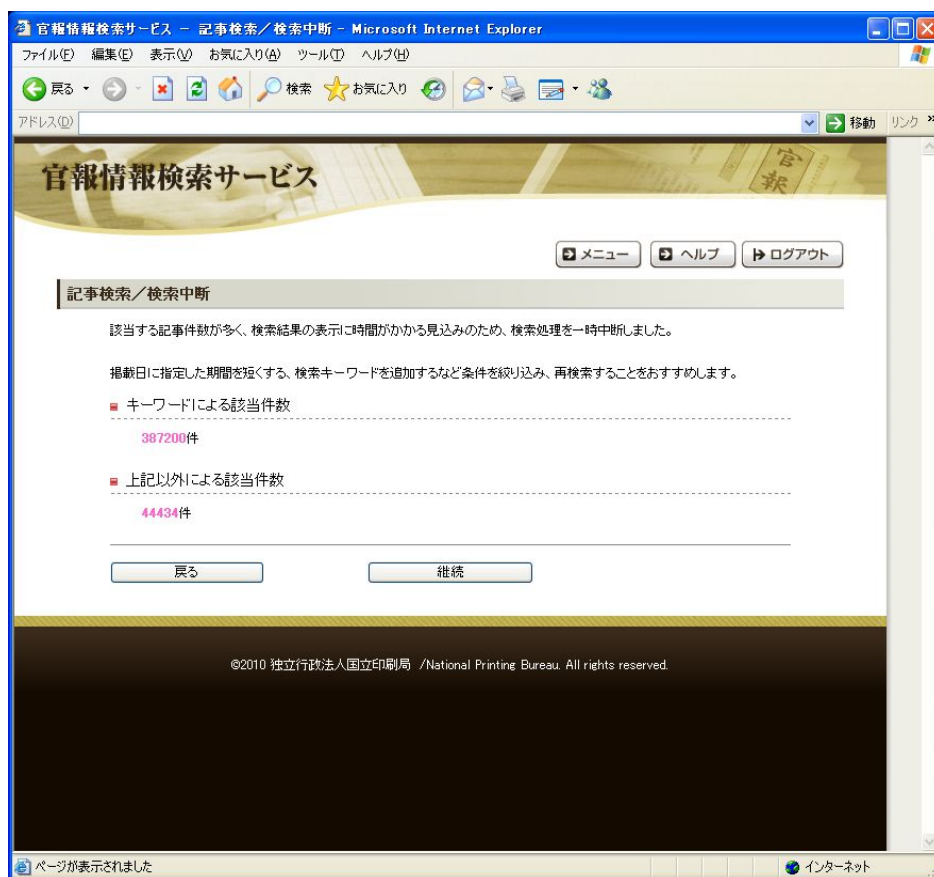 官報情報検索サービス － 記事検索／検索中断 - Microsoft Internet Explorer
ファイル(F) 編集(E) 表示(V) お気に入り(A) ツール(T) ヘルプ(H)
戻る 検索 お気に入り
アドレス(D) 移動 リンク »
官報情報検索サービス
官報
メニュー ヘルプ ログアウト
記事検索／検索中断
該当する記事件数が多く、検索結果の表示に時間がかかる見込みのため、検索処理を一時中断しました。
掲載日に指定した期間を短くする、検索キーワードを追加するなど条件を絞り込み、再検索することをおすすめします。
キーワードによる該当件数
387200件
上記以外による該当件数
44434件
戻る 継続
©2010 独立行政法人国立印刷局 /National Printing Bureau. All rights reserved.
ページが表示されました インターネット